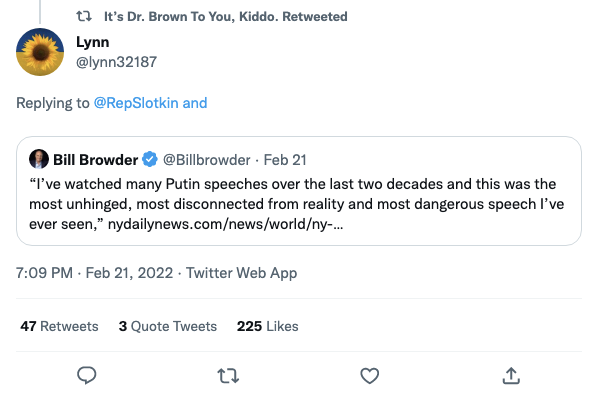 It's Dr. Brown To You, Kiddo. Retweeted
Lynn
@lynn32187
Replying to @RepSlotkin and
Bill Browder @Billbrowder · Feb 21
“I've watched many Putin speeches over the last two decades and this was the
most unhinged, most disconnected from reality and most dangerous speech I've
ever seen,” nydailynews.com/news/world/ny-…
7:09 PM · Feb 21, 2022 · Twitter Web App
47 Retweets 3 Quote Tweets 225 Likes